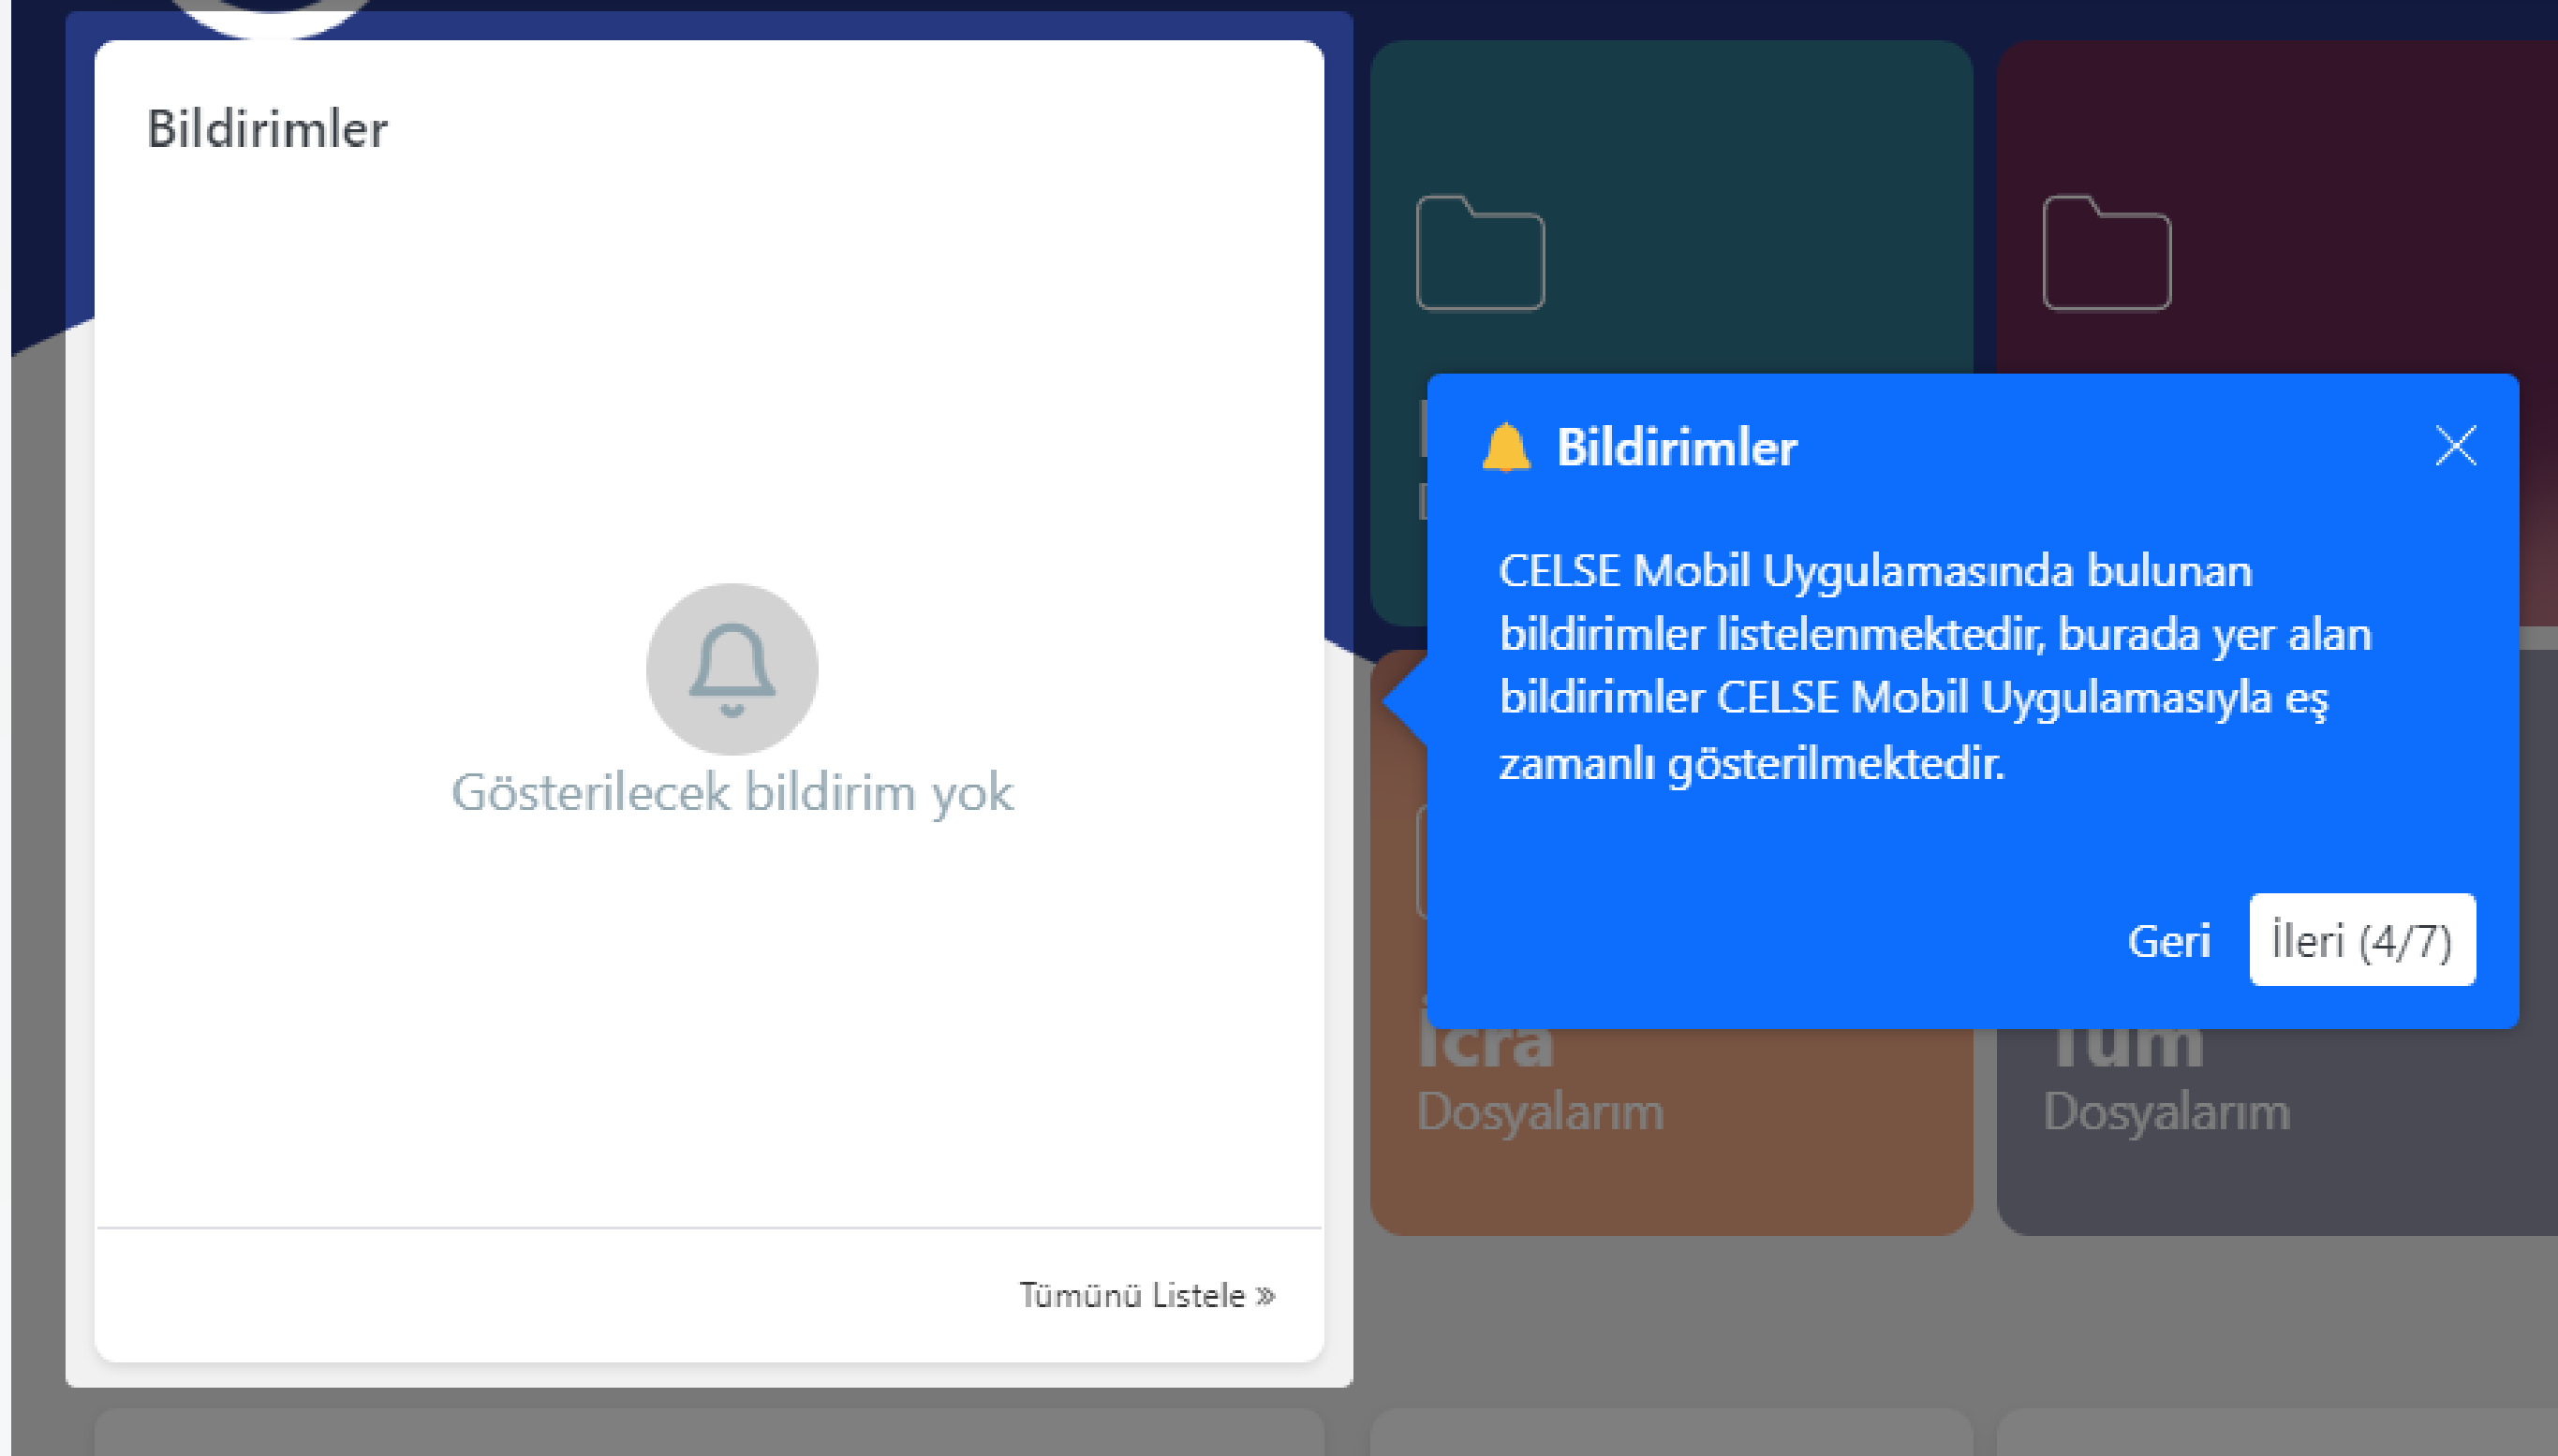 Bildirimler
Gösterilecek bildirim yok
Tümünü Listele »
Bildirimler
CELSE Mobil Uygulamasında bulunan
bildirimler listelenmektedir, burada yer alan
bildirimler CELSE Mobil Uygulamasıyla eş
zamanlı gösterilmektedir.
Geri
İleri (4/7)
İcra
Dosyalarım
Tüm
Dosyalarım